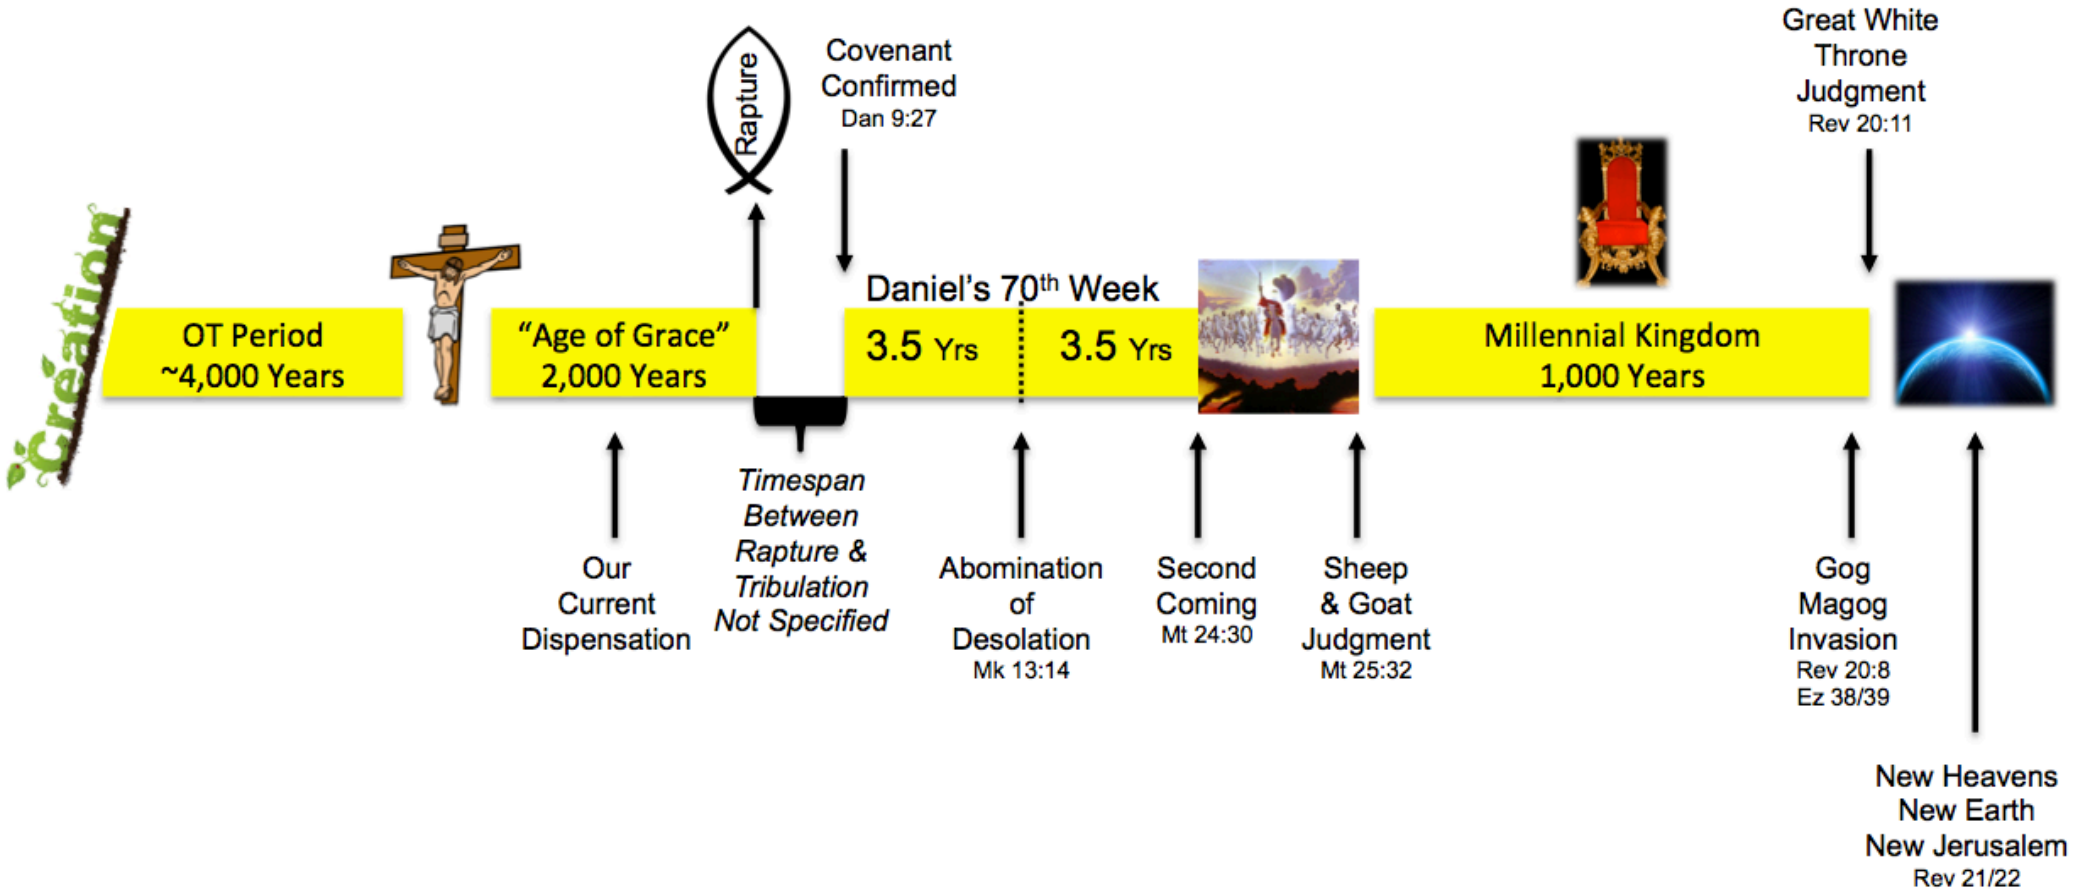 Creation
OT Period
~4,000 Years
“Age of Grace”
2,000 Years
Our
Current
Dispensation
Rapture
Timespan
Between
Rapture &
Tribulation
Not Specified
Covenant
Confirmed
Dan 9:27
Daniel’s 70th Week
3.5 Yrs
3.5 Yrs
Abomination
of
Desolation
Mk 13:14
Second
Coming
Mt 24:30
Sheep
& Goat
Judgment
Mt 25:32
Millennial Kingdom
1,000 Years
Great White
Throne
Judgment
Rev 20:11
Gog
Magog
Invasion
Rev 20:8
Ez 38/39
New Heavens
New Earth
New Jerusalem
Rev 21/22